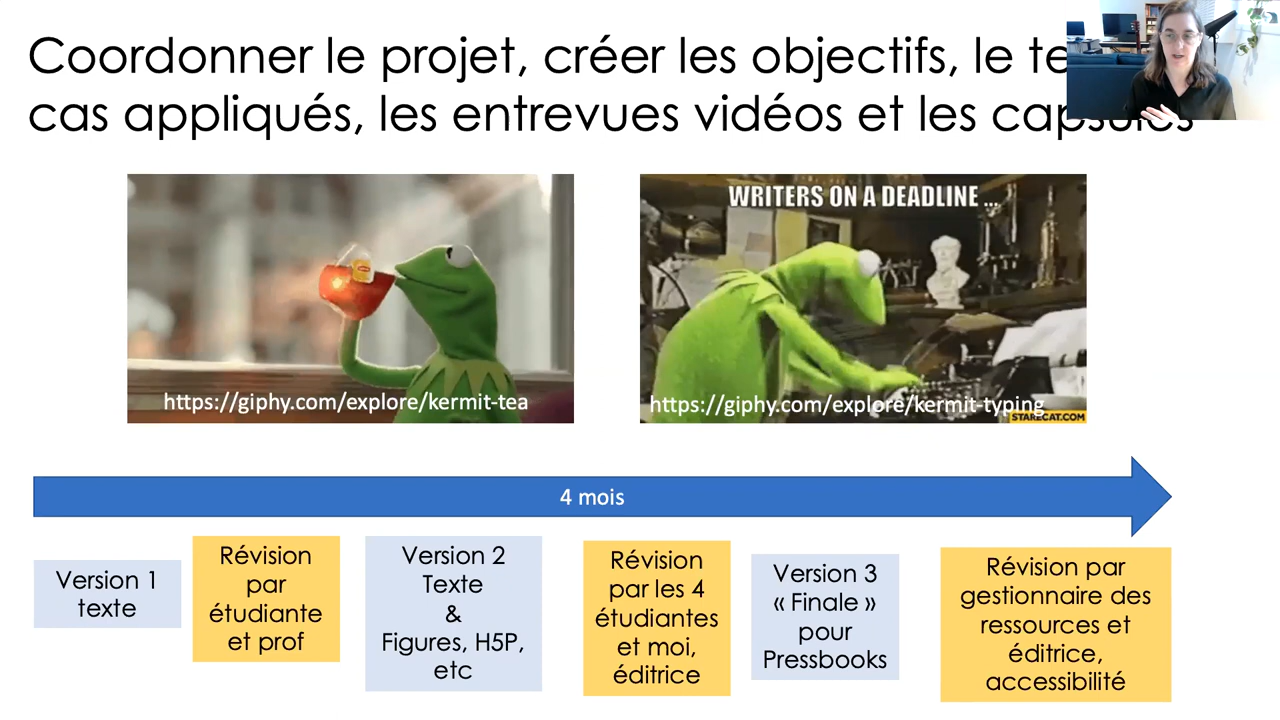 Coordonner le projet, créer les objectifs, le te
cas appliqués, les entrevues vidéos et les capsules
WRITERS ON A DEADLINE ...
https://giphy.com/explore/kermit-tea
https://giphy.com/explore/kermit-typing
STARECAT.COM
4 mois
Version 1
texte
Révision
par
étudiante
et prof
Version 2
Texte
&
Figures, H5P,
etc
Révision
par les 4
étudiantes
et moi,
éditrice
Version 3
« Finale »
pour
Pressbooks
Révision par
gestionnaire des
ressources et
éditrice,
accessibilité